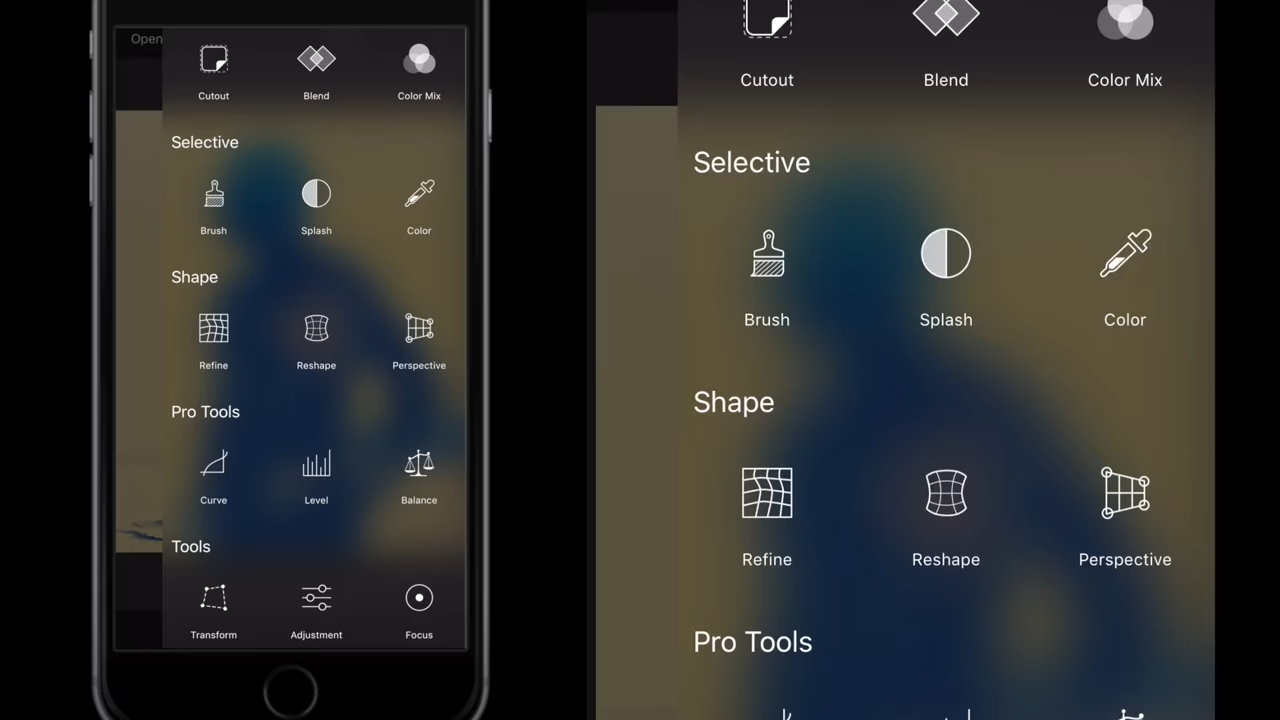 Open
Cutout Blend Color Mix
Selective
Brush Splash Color
Shape
Refine Reshape Perspective
Pro Tools
Curve Level Balance
Tools
Transform Adjustment Focus
Cutout Blend Color Mix
Selective
Brush Splash Color
Shape
Refine Reshape Perspective
Pro Tools